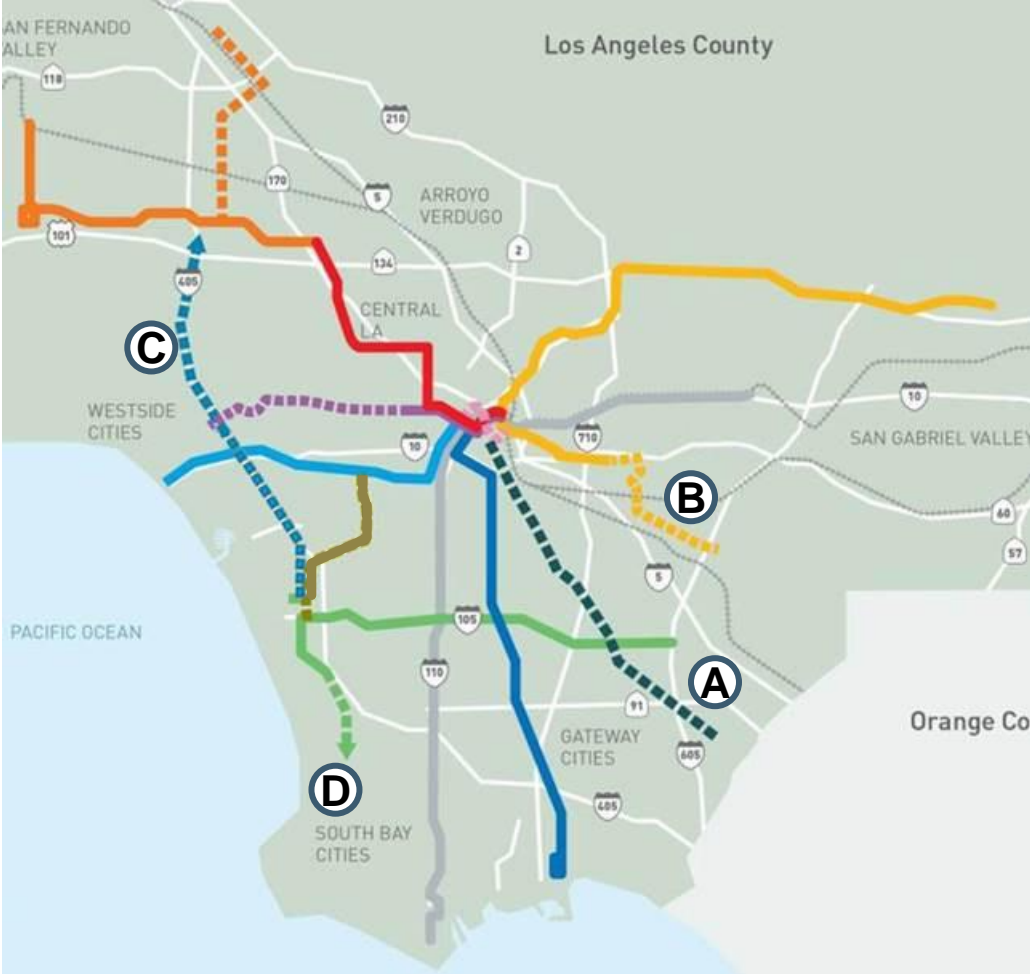 AN FERNANDO
ALLEY
Los Angeles County
118
210
170
5
ARROYO
VERDUGO
101
2
134
405
CENTRAL
LA
C
WESTSIDE
CITIES
10
10
710
SAN GABRIEL VALLEY
B
60
57
5
PACIFIC OCEAN
105
110
A
91
Orange Co
GATEWAY
CITIES
605
D
405
SOUTH BAY
CITIES